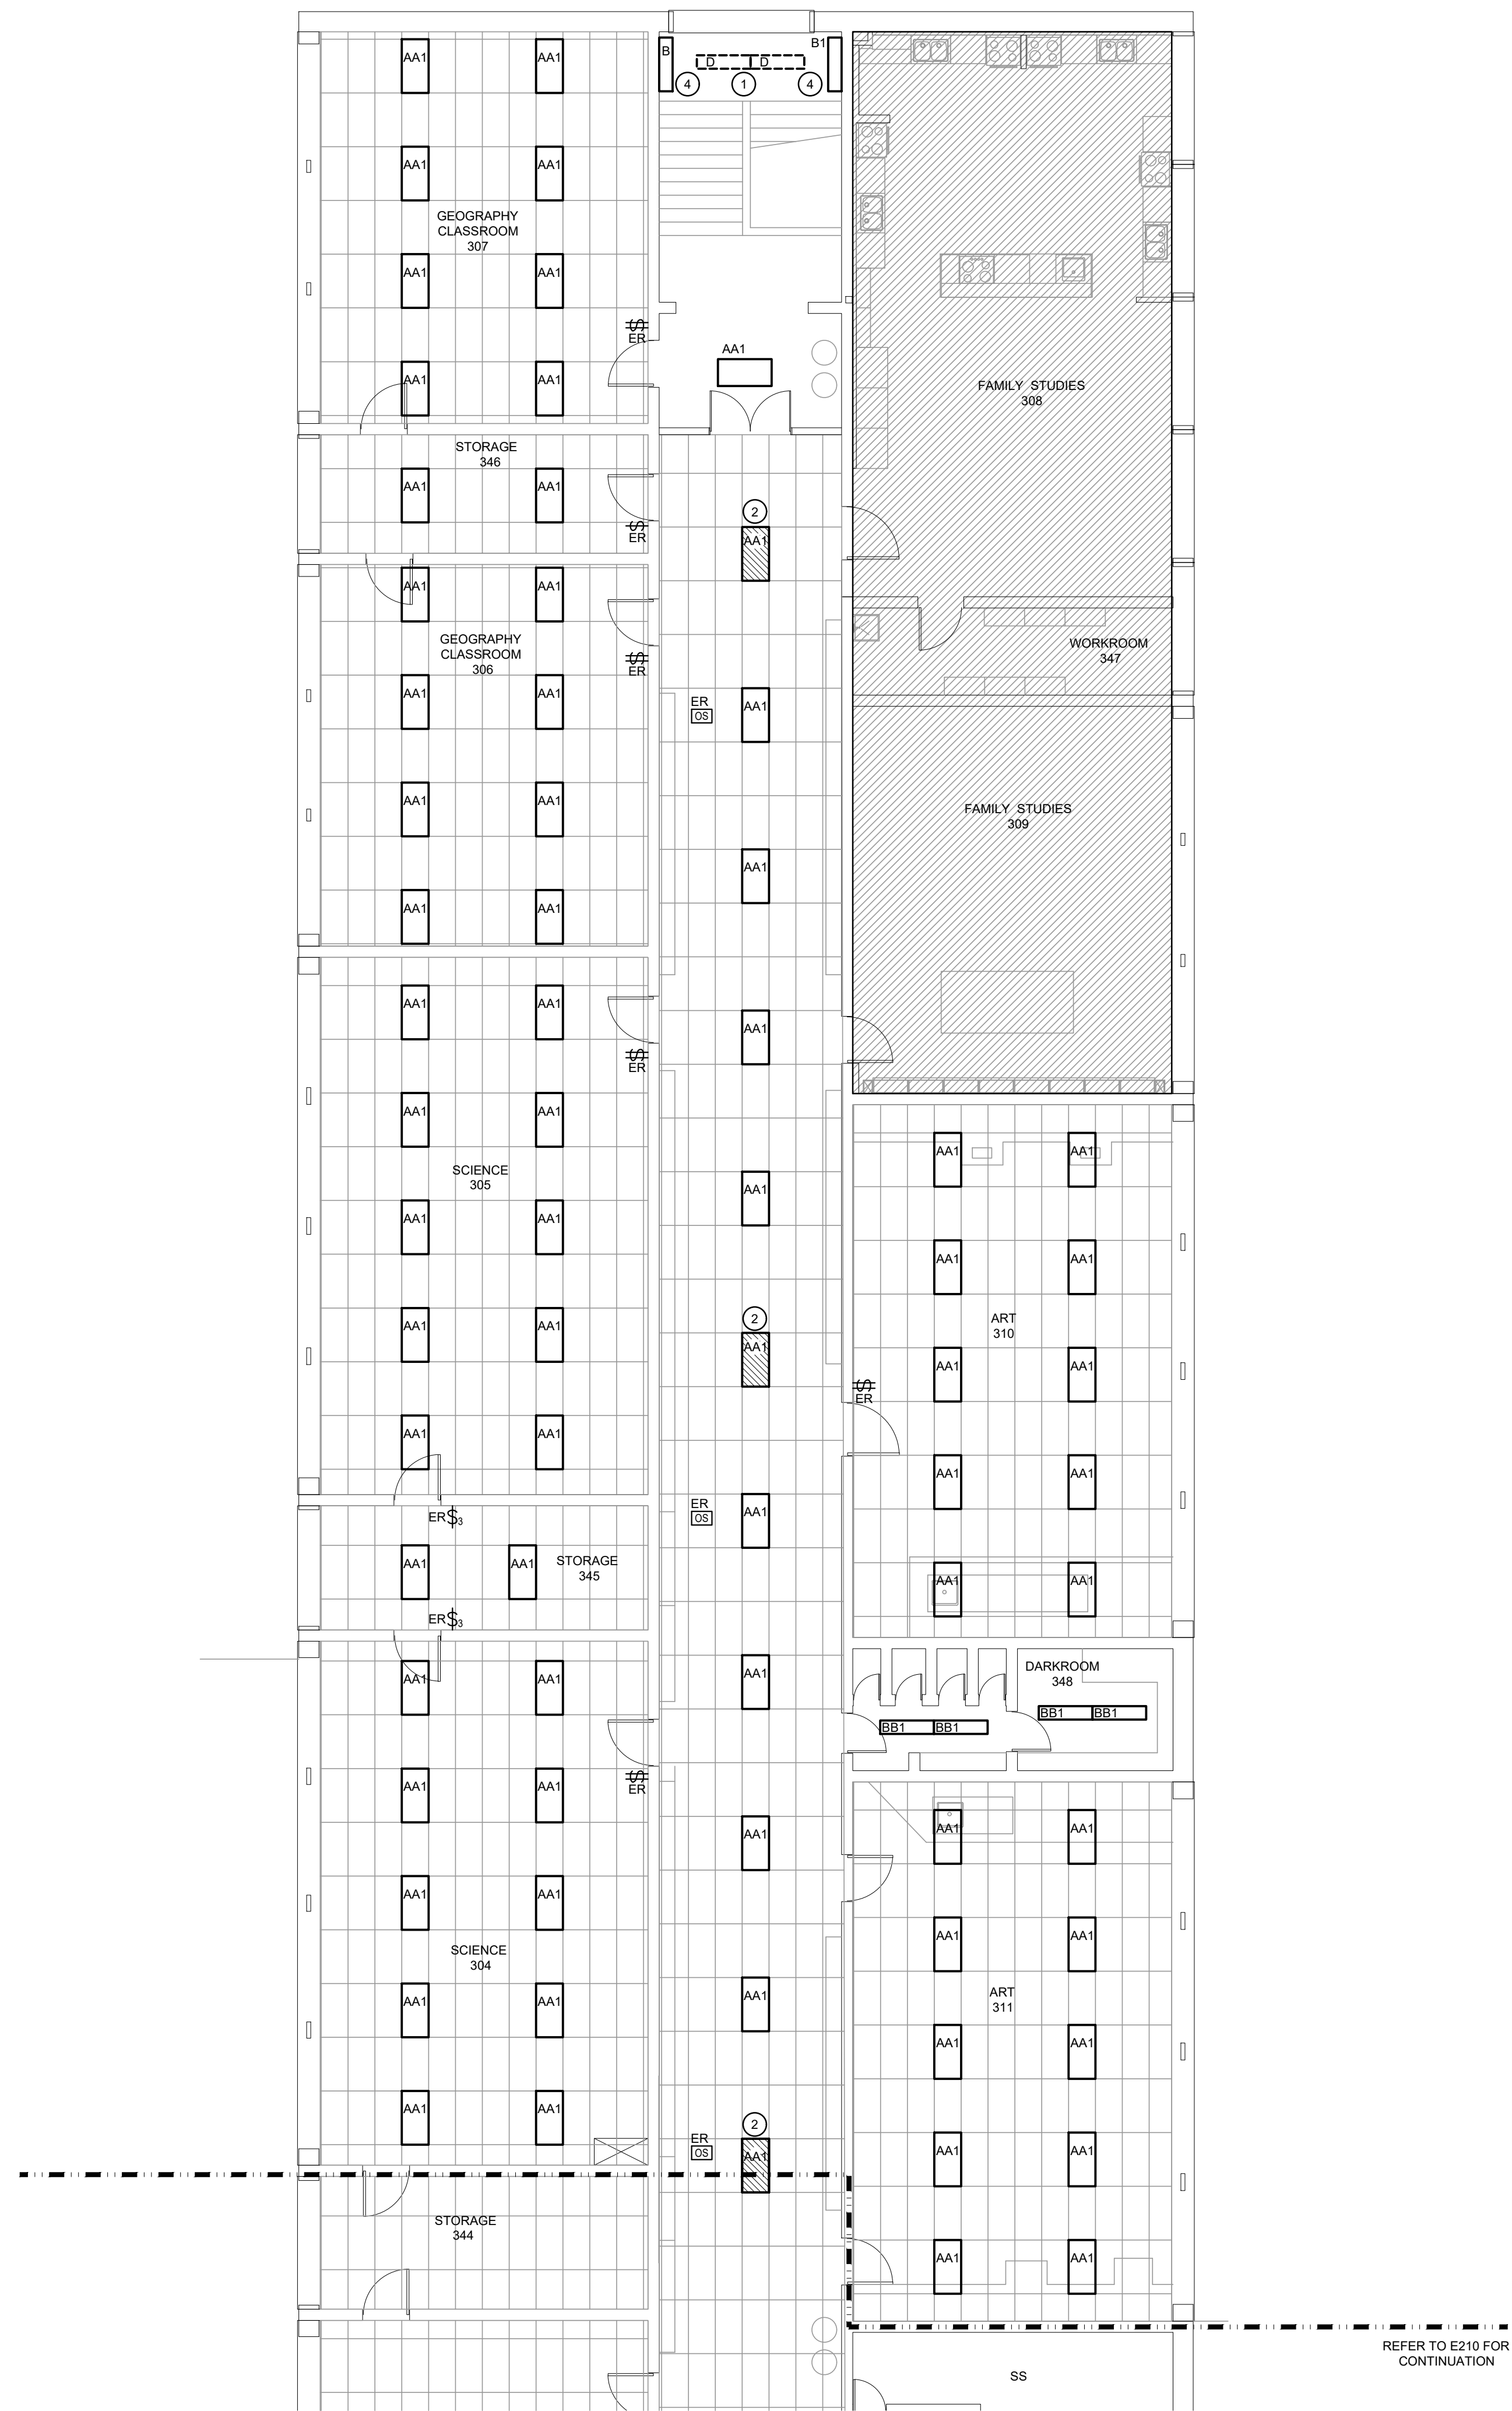 AA1 AA1
AA1 AA1
GEOGRAPHY
CLASSROOM
307
AA1 AA1
$
ER
AA1 AA1
STORAGE
346
AA1 AA1
$
ER
AA1 AA1
GEOGRAPHY
CLASSROOM
306
$
ER
AA1 AA1
AA1 AA1
AA1 AA1
AA1 AA1
$
ER
AA1 AA1
SCIENCE
305
AA1 AA1
AA1 AA1
AA1 AA1
ER $3
AA1 AA1
STORAGE
345
ER $3
AA1 AA1
AA1 AA1
$
ER
AA1 AA1
SCIENCE
304
AA1 AA1
AA1 AA1
STORAGE
344
B D D B1
4 1 4
AA1
2
AA1
ER
OS
AA1
AA1
AA1
AA1
2
AA1
ER
OS
AA1
AA1
AA1
AA1
2
ER
OS
AA1
FAMILY STUDIES
308
WORKROOM
347
FAMILY STUDIES
309
AA1 AA1
AA1 AA1
ART
310
AA1 AA1
$
ER
AA1 AA1
AA1 AA1
DARKROOM
348
BB1 BB1
BB1 BB1
AA1 AA1
AA1 AA1
ART
311
AA1 AA1
AA1 AA1
AA1 AA1
REFER TO E210 FOR
CONTINUATION
SS